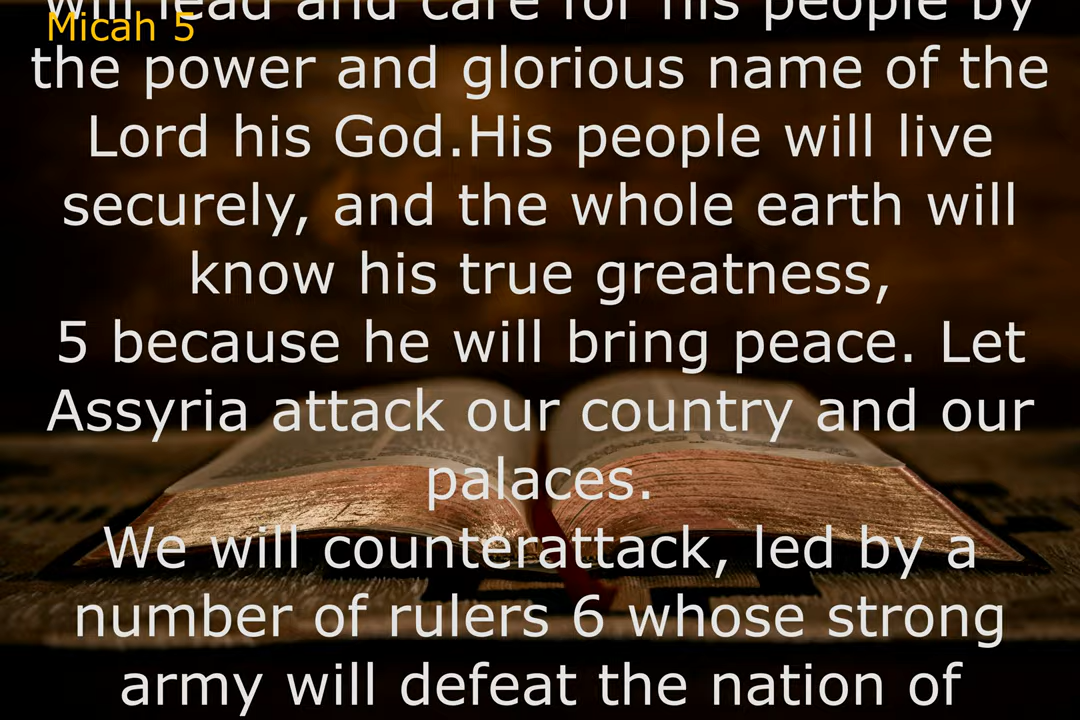 will lead and care for his people by
Micah 5
the power and glorious name of the
Lord his God.His people will live
securely, and the whole earth will
know his true greatness,
5 because he will bring peace. Let
Assyria attack our country and our
palaces.
We will counterattack, led by a
number of rulers 6 whose strong
army will defeat the nation of